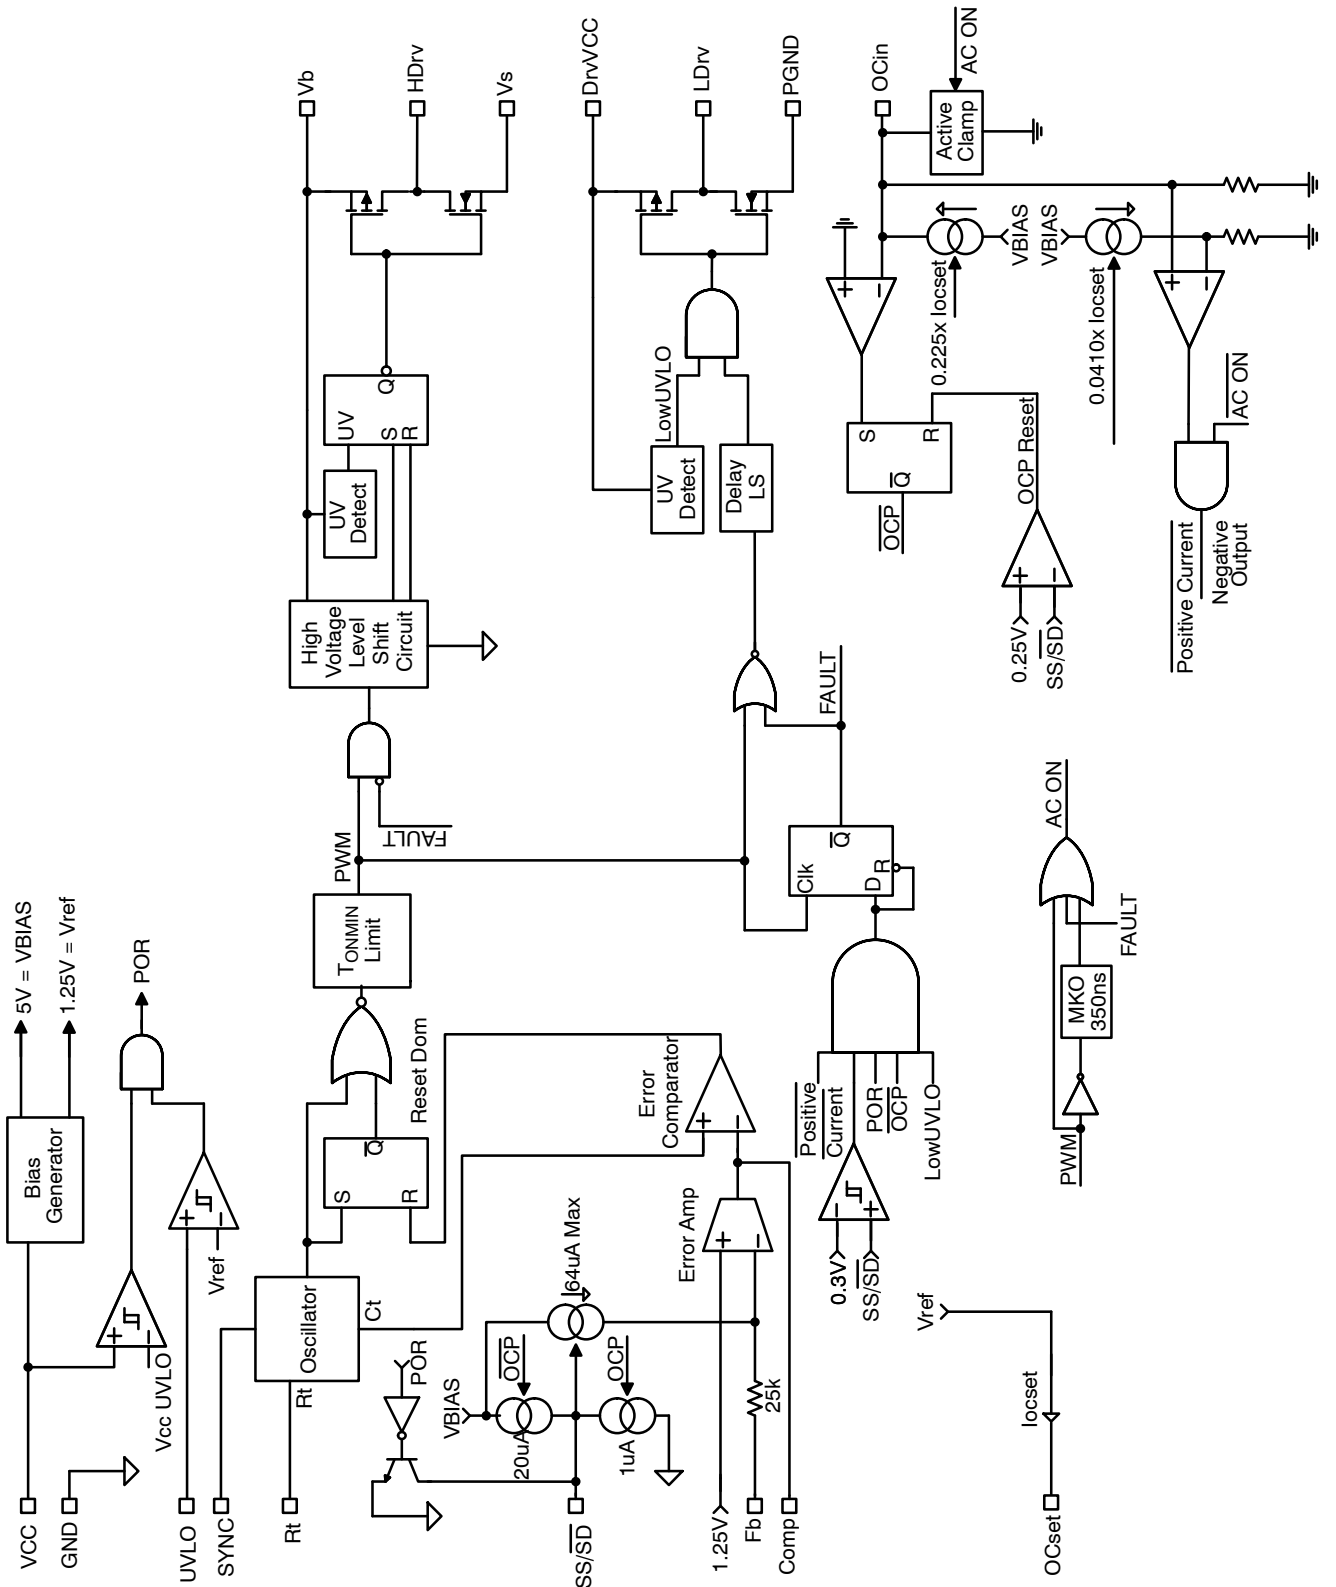 VCC
GND
UVLO
SYNC
Rt
SS/SD
1.25V
Fb
Comp
OCset
Bias
Generator
5V = VBIAS
1.25V = Vref
POR
+
−
Vcc UVLO
+
−
Vref
Oscillator
Rt
Ct
POR
VBIAS
20uA
OCP
64uA Max
1uA
OCP
25k
Error Amp
+
−
Error
Comparator
+
−
S
R
Q
Reset Dom
TONMIN
Limit
PWM
FAULT
High
Voltage
Level
Shift
Circuit
UV
Detect
UV
S
R
Q
Vb
HDrv
Vs
DrvVCC
LDrv
PGND
UV
Detect
LowUVLO
Delay
LS
FAULT
Clk
D
R
Q
Positive
Current
POR
OCP
LowUVLO
0.3V
SS/SD
−
+
Vref
Iocset
PWM
MKO
350ns
FAULT
AC ON
OCin
Active
Clamp
AC ON
+
−
0.225x Iocset
VBIAS
VBIAS
0.0410x Iocset
S
R
Q
OCP
OCP Reset
+
−
0.25V
SS/SD
+
−
AC ON
Positive Current
Negative
Output